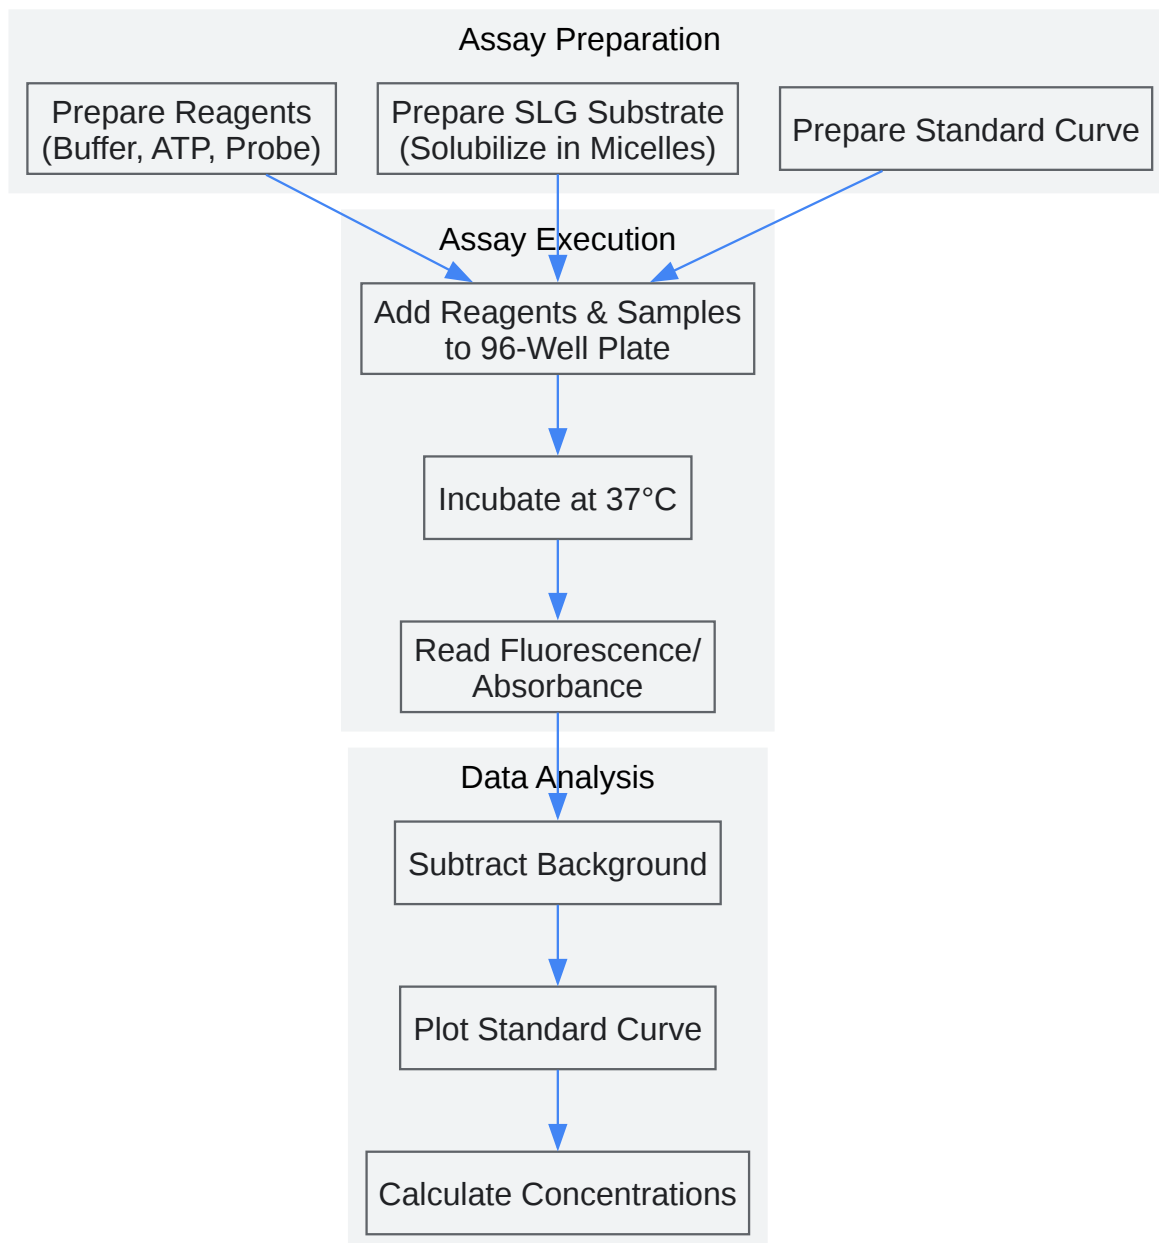 Assay Preparation
Prepare Reagents
(Buffer, ATP, Probe)
Prepare SLG Substrate
(Solubilize in Micelles)
Prepare Standard Curve
Assay Execution
Add Reagents & Samples
to 96-Well Plate
Incubate at 37°C
Read Fluorescence/
Absorbance
Data Analysis
Subtract Background
Plot Standard Curve
Calculate Concentrations